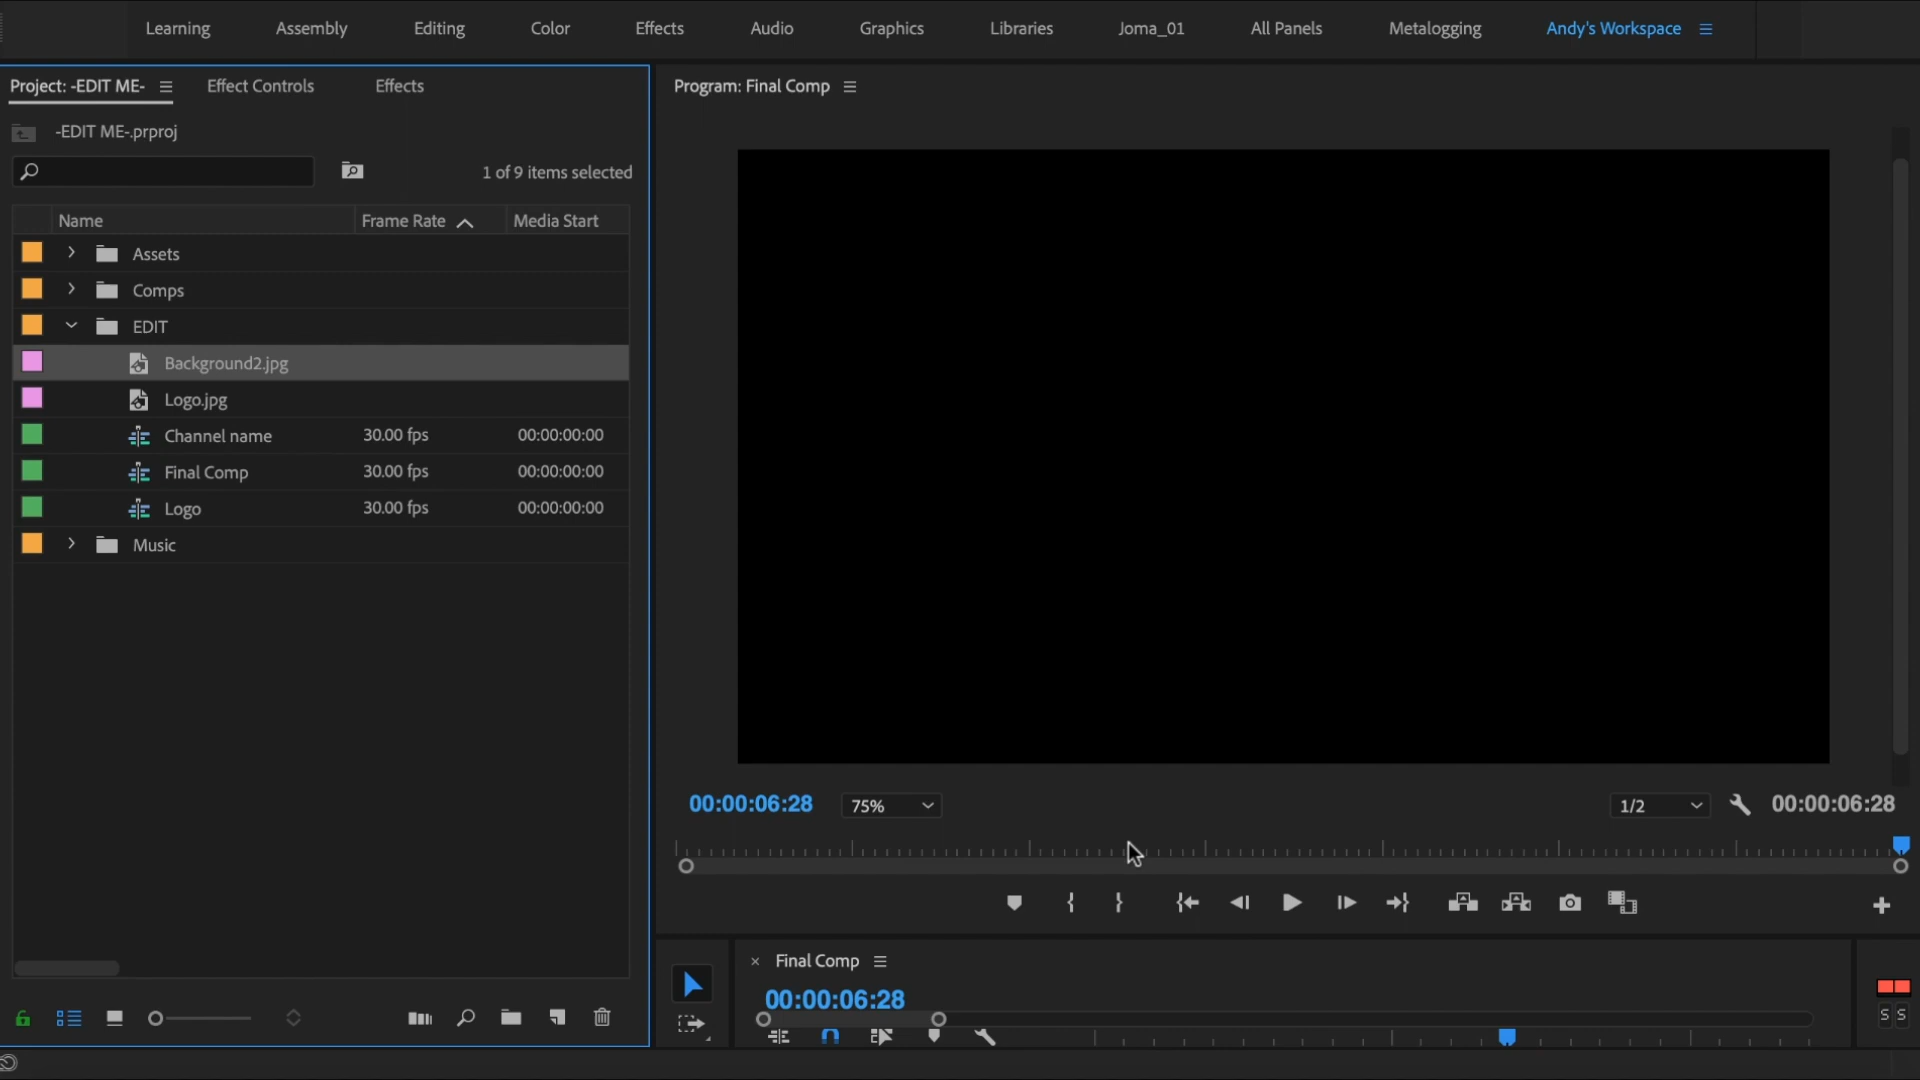 Learning Assembly Editing Color Effects Audio Graphics Libraries Joma_01 All Panels Metalogging Andy's Workspace
Project: -EDIT ME- Effect Controls Effects
-EDIT ME-.prproj
1 of 9 items selected
Name Frame Rate Media Start
Assets
Comps
EDIT
Background2.jpg
Logo.jpg
Channel name 30.00 fps 00:00:00:00
Final Comp 30.00 fps 00:00:00:00
Logo 30.00 fps 00:00:00:00
Music
Program: Final Comp
00:00:06:28 75% 1/2 00:00:06:28
Final Comp
00:00:06:28
S S